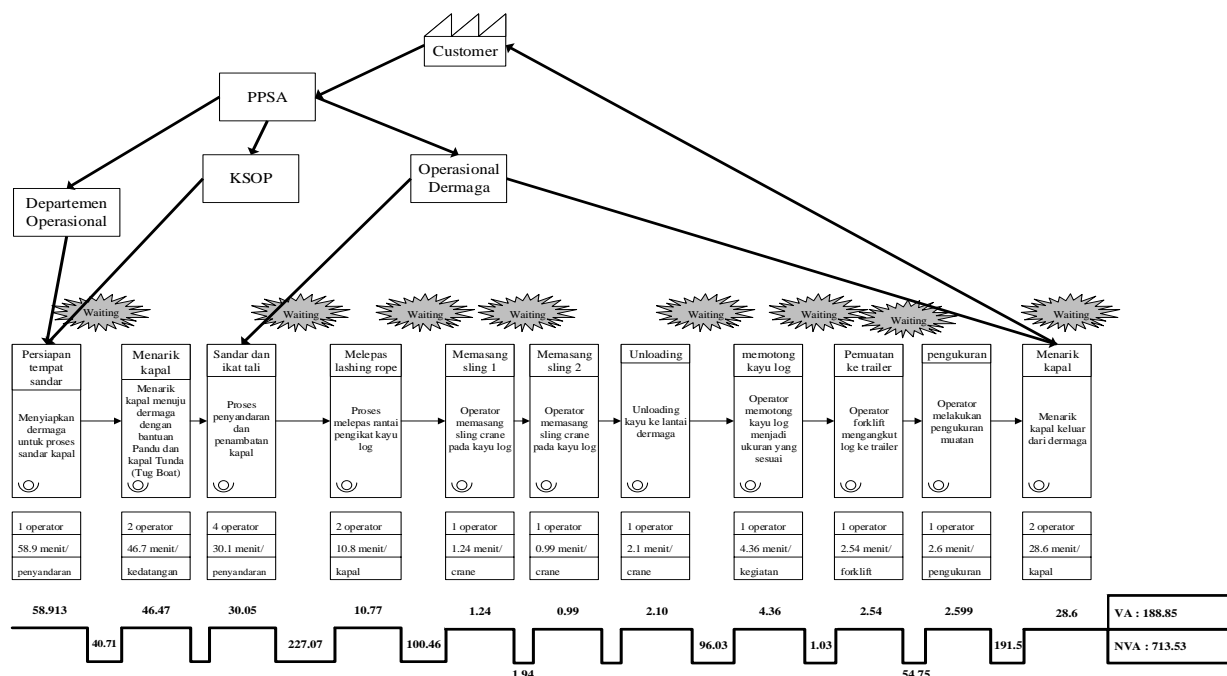 Customer
PPSA
KSOP
Operasional
Dermaga
Departemen
Operasional
Waiting
Waiting
Waiting
Waiting
Waiting
Waiting
Waiting
Waiting
Persiapan
tempat
sandar
Menyiapkan
dermaga
untuk proses
sandar kapal
Menarik
kapal
Menarik
kapal menuju
dermaga
dengan
bantuan
Pandu dan
kapal Tunda
(Tug Boat)
Sandar dan
ikat tali
Proses
penyandaran
dan
penambatan
kapal
Melepas
lashing rope
Proses
melepas rantai
pengikat kayu
log
Memasang
sling 1
Operator
memasang
sling crane
pada kayu log
Memasang
sling 2
Operator
memasang
sling crane
pada kayu log
Unloading
Unloading
kayu ke lantai
dermaga
memotong
kayu log
Operator
memotong
kayu log
menjadi
ukuran yang
sesuai
Pemuatan
ke trailer
Operator
forklift
mengangkut
log ke trailer
pengukuran
Operator
melakukan
pengukuran
muatan
Menarik
kapal
Menarik
kapal keluar
dari dermaga
1 operator
58.9 menit/
penyandaran
2 operator
46.7 menit/
kedatangan
4 operator
30.1 menit/
penyandaran
2 operator
10.8 menit/
kapal
1 operator
1.24 menit/
crane
1 operator
0.99 menit/
crane
1 operator
2.1 menit/
crane
1 operator
4.36 menit/
kegiatan
1 operator
2.54 menit/
forklift
1 operator
2.6 menit/
pengukuran
2 operator
28.6 menit/
kapal
58.913 46.47 30.05 10.77 1.24 0.99 2.10 4.36 2.54 2.599 28.6 VA : 188.85
40.71 227.07 100.46 96.03 1.03 191.5 NVA : 713.53
1.94 54.75